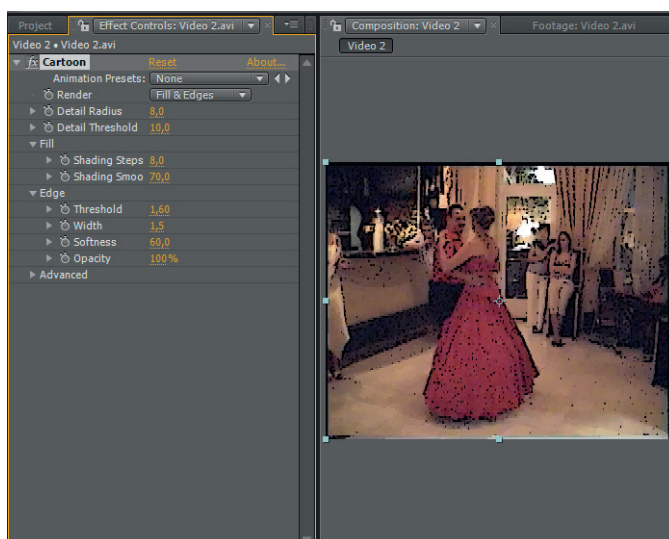 Project Effect Controls: Video 2.avi
Video 2 • Video 2.avi
fx Cartoon Reset About...
Animation Presets: None
Render Fill & Edges
Detail Radius 8,0
Detail Threshold 10,0
Fill
Shading Steps 8,0
Shading Smoo 70,0
Edge
Threshold 1,60
Width 1,5
Softness 60,0
Opacity 100%
Advanced
Composition: Video 2 Footage: Video 2.avi
Video 2